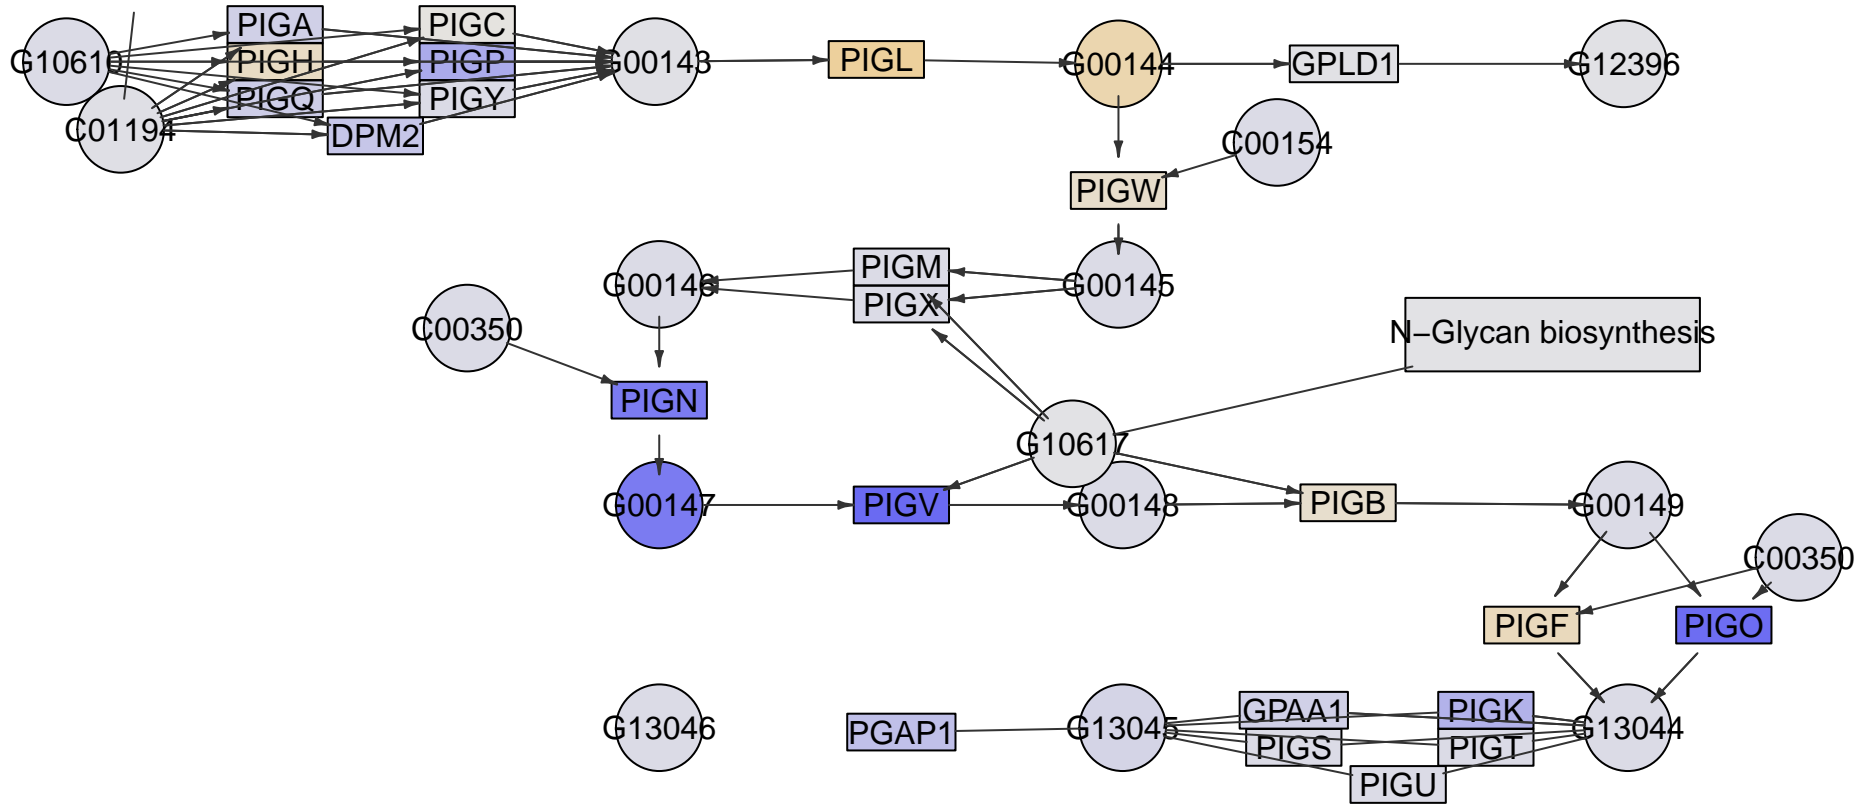 PIGA
PIGC
G1061
PIGH
PIGP
G00143
PIGL
G00144
GPLD1
G12396
PIGQ
PIGY
C01194
DPM2
C00154
PIGW
PIGM
G00146
G00145
PIGX
C00350
N−Glycan biosynthesis
PIGN
G10617
G00147
PIGV
G00148
PIGB
G00149
C00350
PIGF
PIGO
GPAA1
PIGK
G13046
PGAP1
G13045
G13044
PIGS
PIGT
PIGU